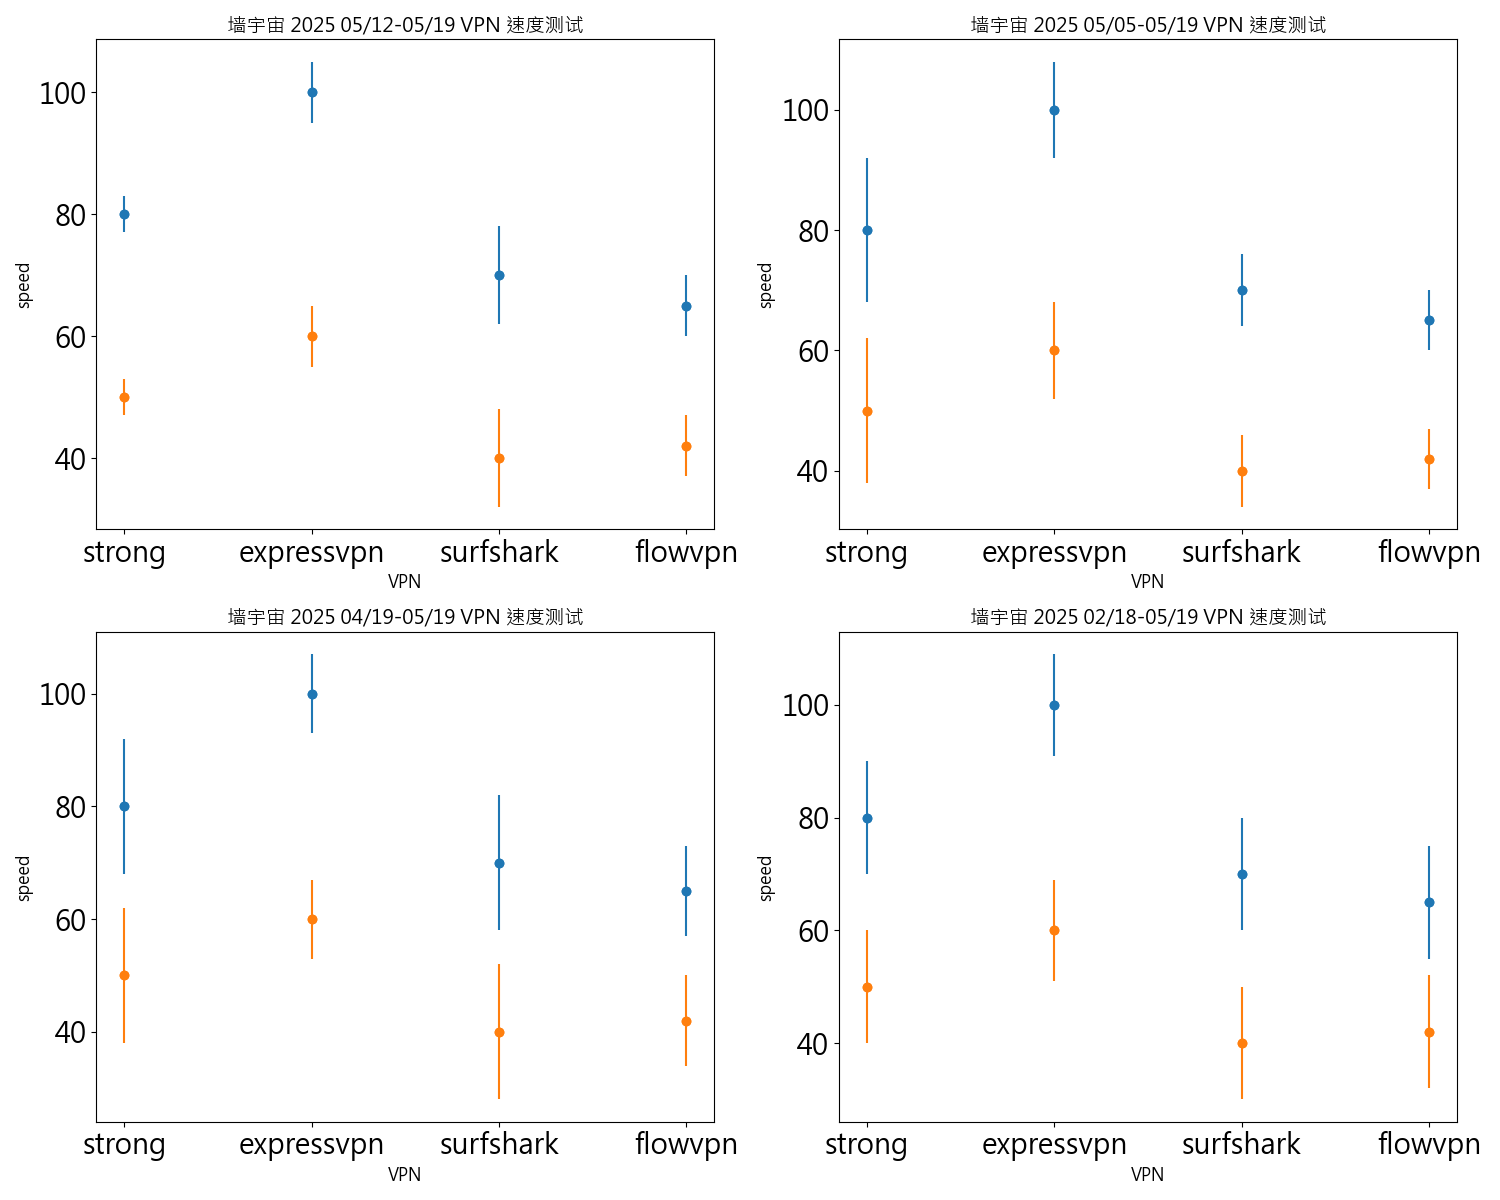 墙宇宙 2025 05/12-05/19 VPN 速度测试
100
80
60
40
speed
strong expressvpn surfshark flowvpn
VPN
墙宇宙 2025 05/05-05/19 VPN 速度测试
100
80
60
40
speed
strong expressvpn surfshark flowvpn
VPN
墙宇宙 2025 04/19-05/19 VPN 速度测试
100
80
60
40
speed
strong expressvpn surfshark flowvpn
VPN
墙宇宙 2025 02/18-05/19 VPN 速度测试
100
80
60
40
speed
strong expressvpn surfshark flowvpn
VPN